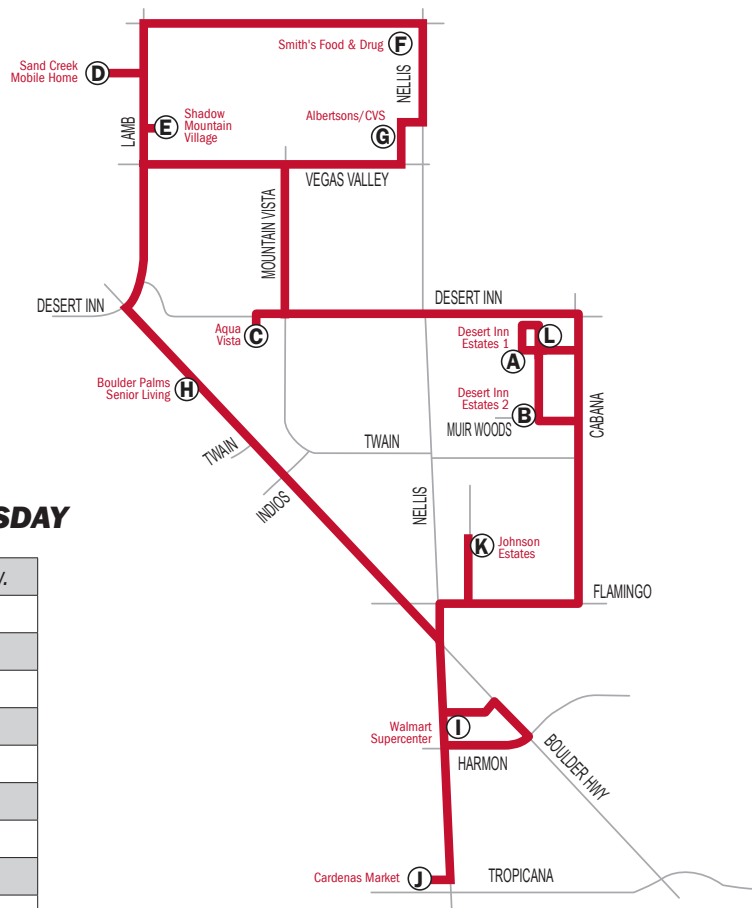 Smith's Food & Drug
F
Sand Creek
Mobile Home
D
NELLIS
Albertsons/CVS
G
LAMB
E
Shadow
Mountain
Village
VEGAS VALLEY
MOUNTAIN VISTA
DESERT INN
DESERT INN
Aqua
Vista
C
Desert Inn
Estates 1
L
A
Boulder Palms
Senior Living
H
Desert Inn
Estates 2
B
MUIR WOODS
CABANA
TWAIN
TWAIN
INDIOS
NELLIS
K
Johnson
Estates
FLAMINGO
Walmart
Supercenter
I
HARMON
BOULDER HWY
Cardenas Market
J
TROPICANA